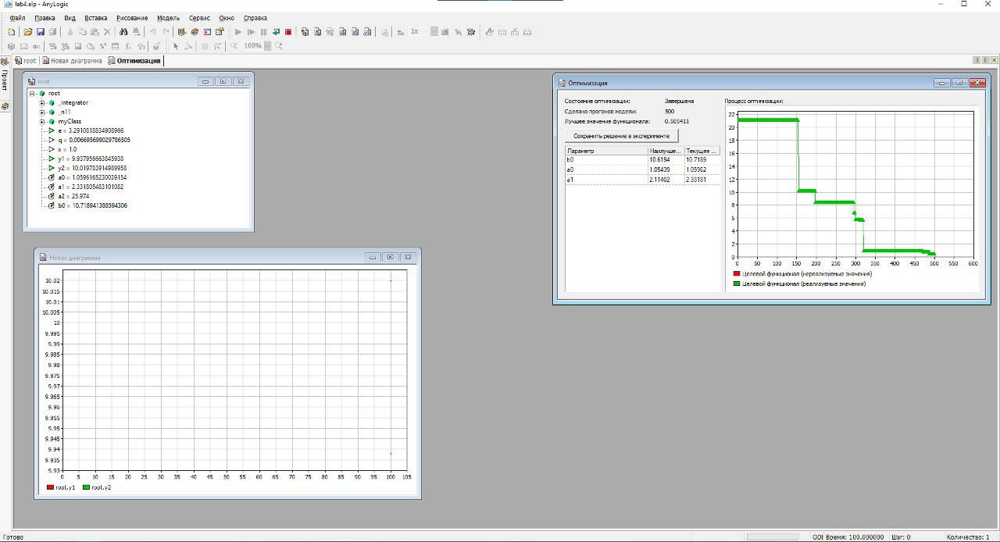 lab4.alp - AnyLogic
Файл Правка Вид Вставка Рисование Модель Сервис Окно Справка
1x
100%
root Новая диаграмма Оптимизация
Проект
root
root
_integrator
_n11
myClass
e = 3.2910818834908966
q = 0.006695699029786505
x = 1.0
y1 = 9.937956663845938
y2 = 10.019783914989958
a0 = 1.0596165230039154
a1 = 2.331805483101082
a2 = 25.974
b0 = 10.718941388594306
Новая диаграмма
10.02
10.015
10.01
10.005
10
9.995
9.99
9.985
9.98
9.975
9.97
9.965
9.96
9.955
9.95
9.945
9.94
9.935
9.93
0 5 10 15 20 25 30 35 40 45 50 55 60 65 70 75 80 85 90 95 100 105
root.y1 root.y2
Оптимизация
Состояние оптимизации: Завершена
Сделано прогонов модели: 500
Лучшее значение функционала: 0.505411
Сохранить решение в эксперименте
Параметр Наилучше... Текущее ...
b0 10.6194 10.7189
a0 1.05439 1.05962
a1 2.11402 2.33181
Процесс оптимизации:
22
20
18
16
14
12
10
8
6
4
2
0
0 50 100 150 200 250 300 350 400 450 500 550 600
Целевой функционал (нереализуемые значения)
Целевой функционал (реализуемые значения)
Готово
ODE Время: 100.000000 Шаг: 0 Количество: 1